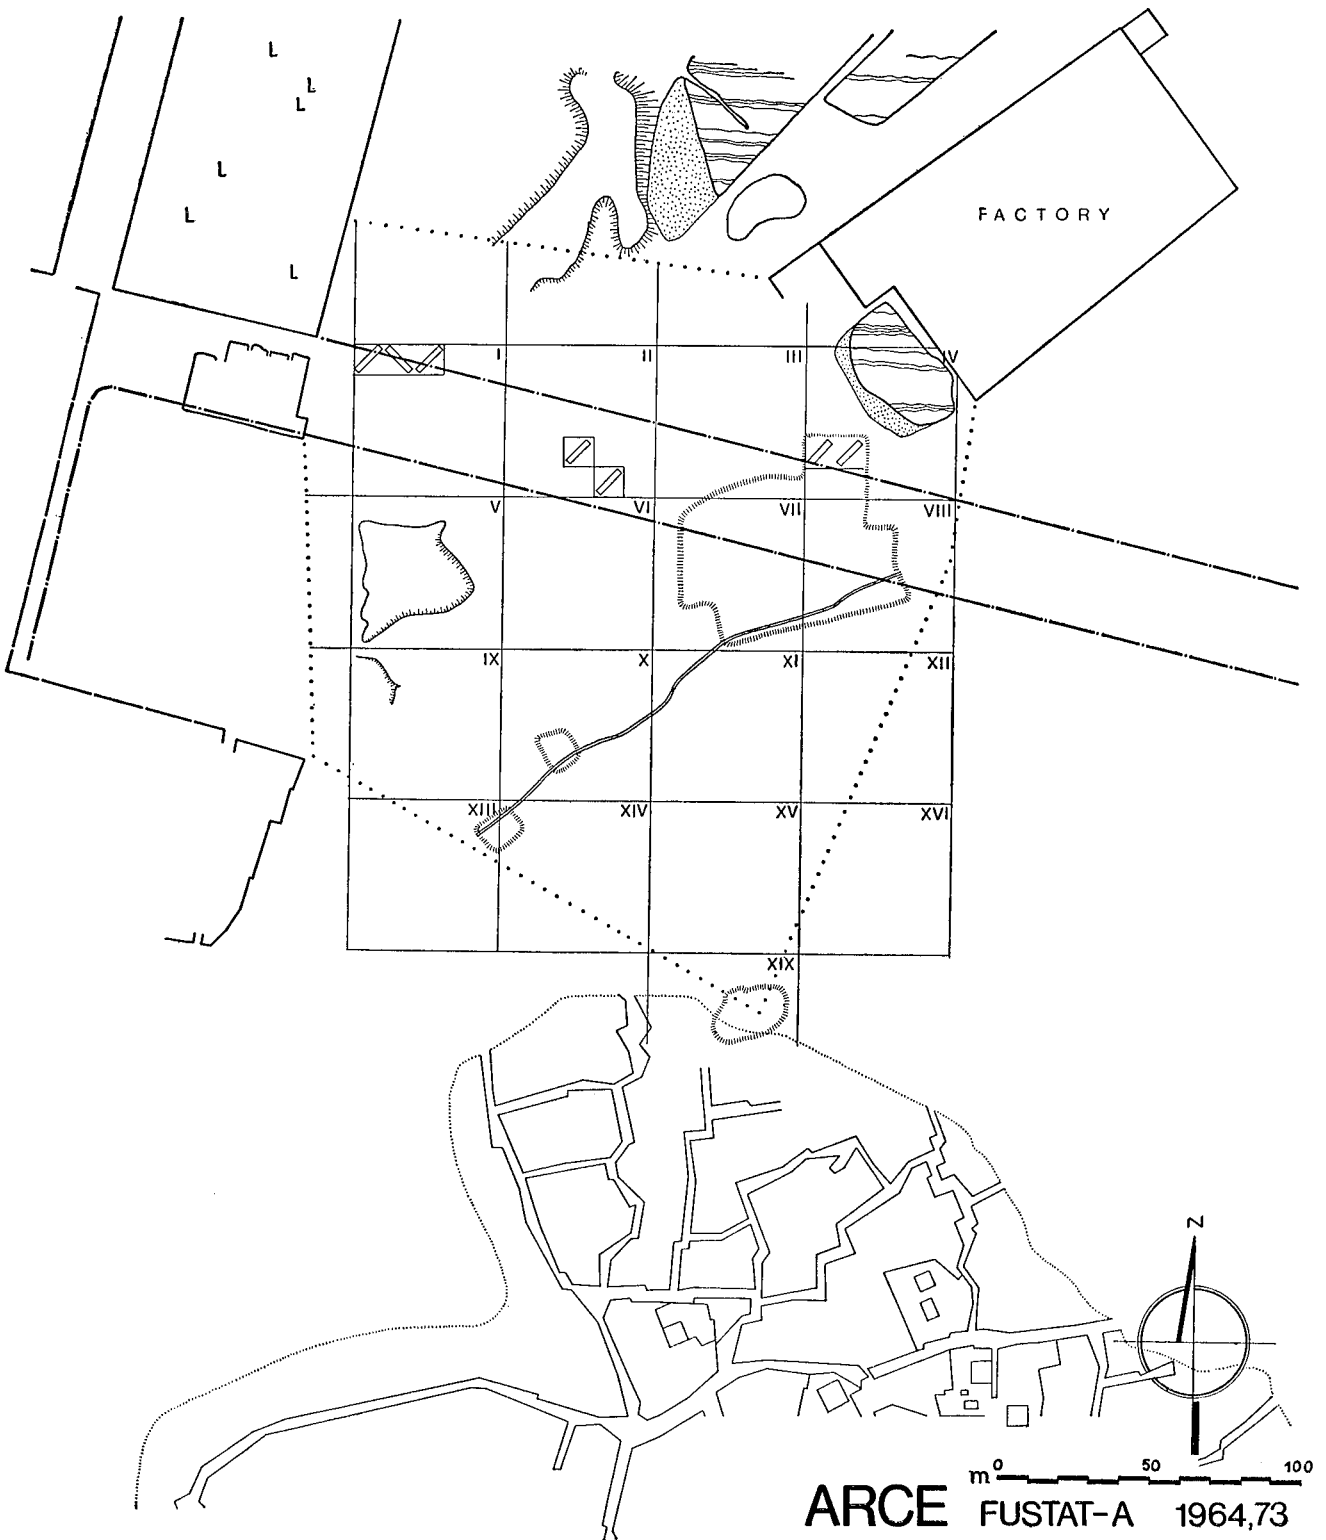 L
L
L
L
L
L
FACTORY
I II III IV
V VI VII VIII
IX X XI XII
XIII XIV XV XVI
XIX
N
m 0 50 100
ARCE FUSTAT-A 1964,73